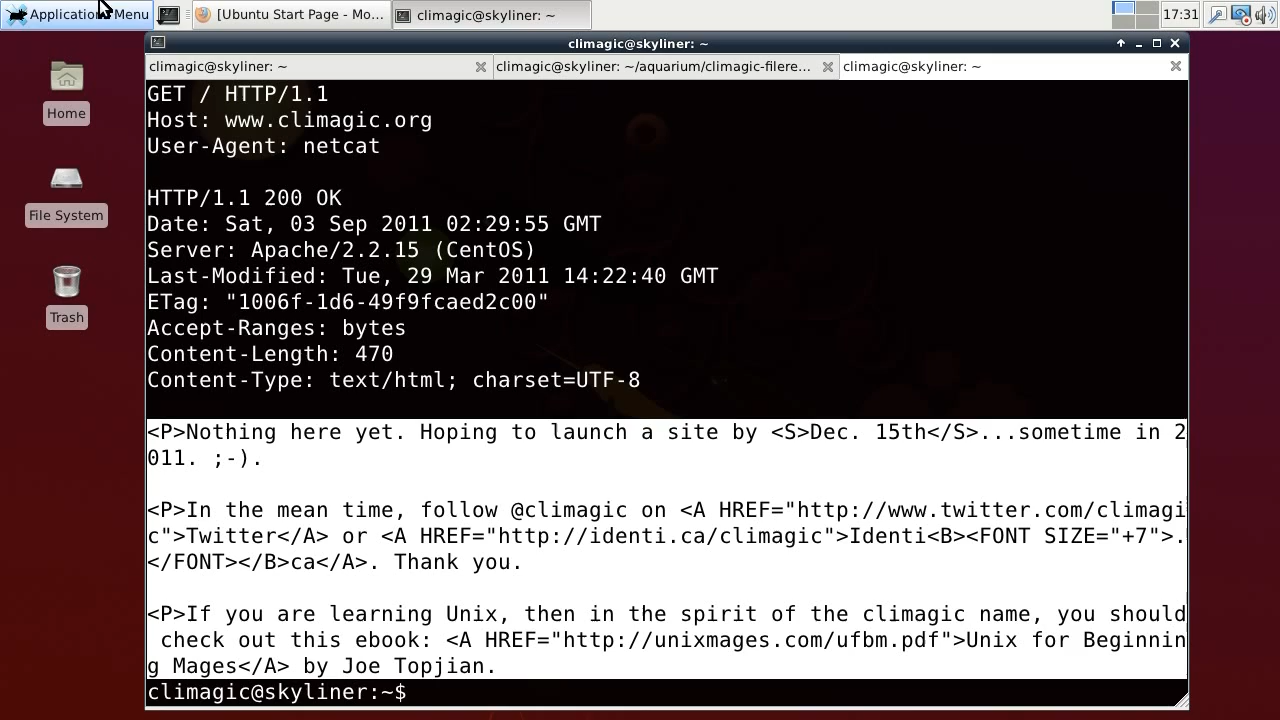 Applications Menu
[Ubuntu Start Page - Mo...
climagic@skyliner: ~
17:31
climagic@skyliner: ~
climagic@skyliner: ~
climagic@skyliner: ~/aquarium/climagic-filere...
climagic@skyliner: ~
Home
File System
Trash
GET / HTTP/1.1
Host: www.climagic.org
User-Agent: netcat
HTTP/1.1 200 OK
Date: Sat, 03 Sep 2011 02:29:55 GMT
Server: Apache/2.2.15 (CentOS)
Last-Modified: Tue, 29 Mar 2011 14:22:40 GMT
ETag: "1006f-1d6-49f9fcaed2c00"
Accept-Ranges: bytes
Content-Length: 470
Content-Type: text/html; charset=UTF-8
<P>Nothing here yet. Hoping to launch a site by <S>Dec. 15th</S>...sometime in 2
011. ;-).
<P>In the mean time, follow @climagic on <A HREF="http://www.twitter.com/climagi
c">Twitter</A> or <A HREF="http://identi.ca/climagic">Identi<B><FONT SIZE="+7">.
</FONT></B>ca</A>. Thank you.
<P>If you are learning Unix, then in the spirit of the climagic name, you should
check out this ebook: <A HREF="http://unixmages.com/ufbm.pdf">Unix for Beginnin
g Mages</A> by Joe Topjian.
climagic@skyliner:~$